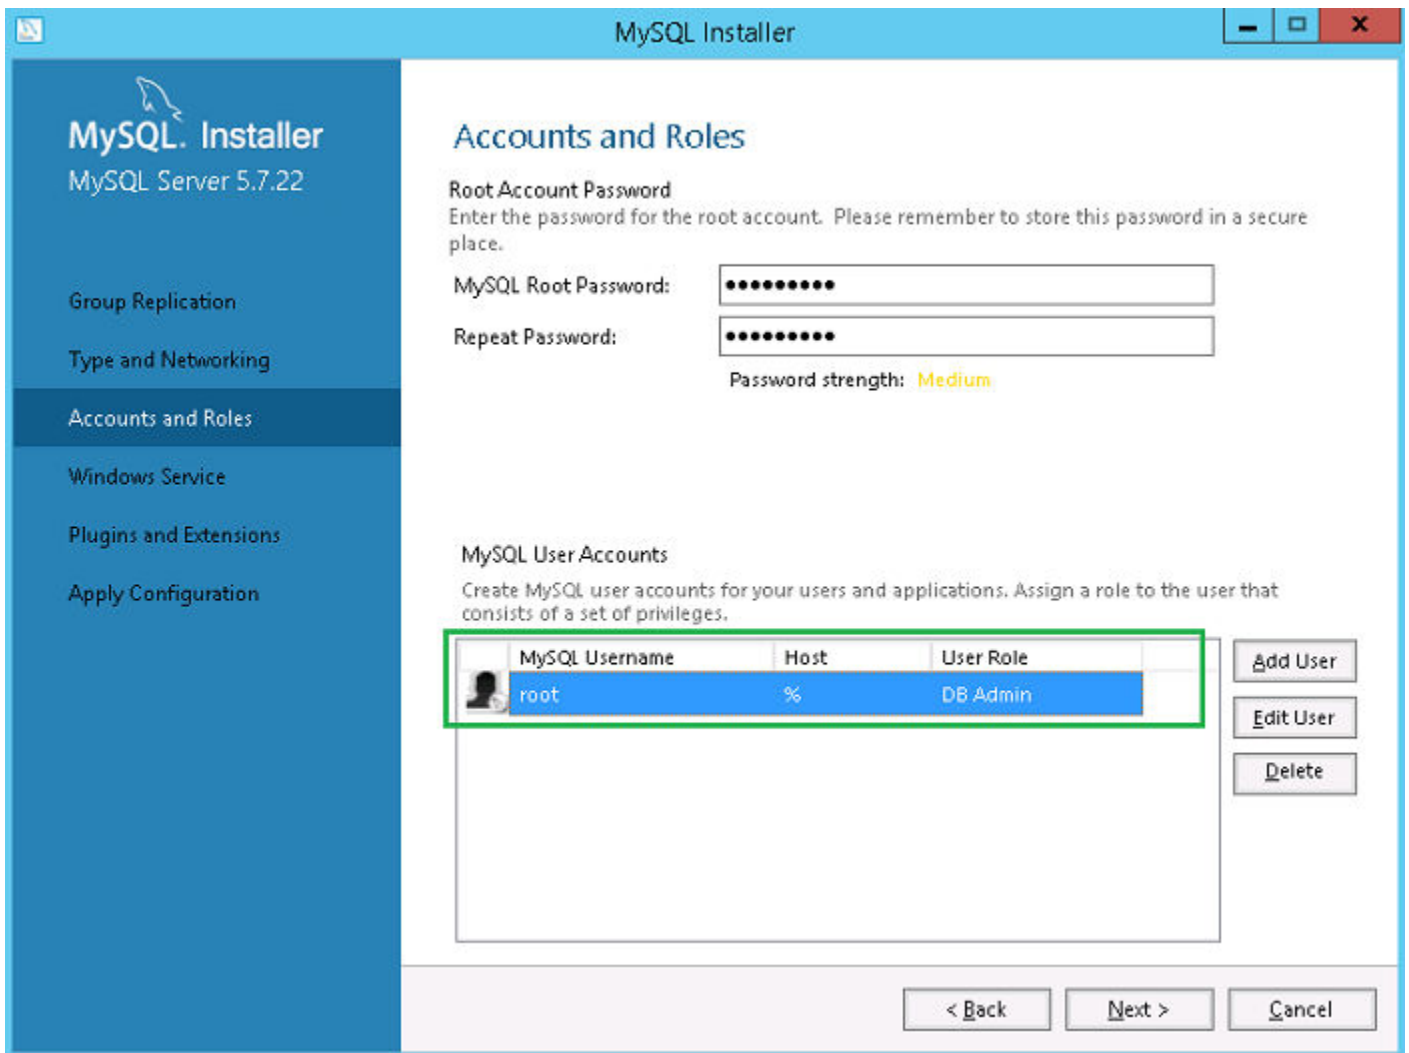 MySQL Installer
MySQL. Installer
MySQL Server 5.7.22
Group Replication
Type and Networking
Accounts and Roles
Windows Service
Plugins and Extensions
Apply Configuration
Accounts and Roles
Root Account Password
Enter the password for the root account. Please remember to store this password in a secure
place.
MySQL Root Password: ●●●●●●●●●
Repeat Password: ●●●●●●●●●
Password strength: Medium
MySQL User Accounts
Create MySQL user accounts for your users and applications. Assign a role to the user that
consists of a set of privileges.
MySQL Username Host User Role
root % DB Admin
Add User
Edit User
Delete
< Back Next > Cancel